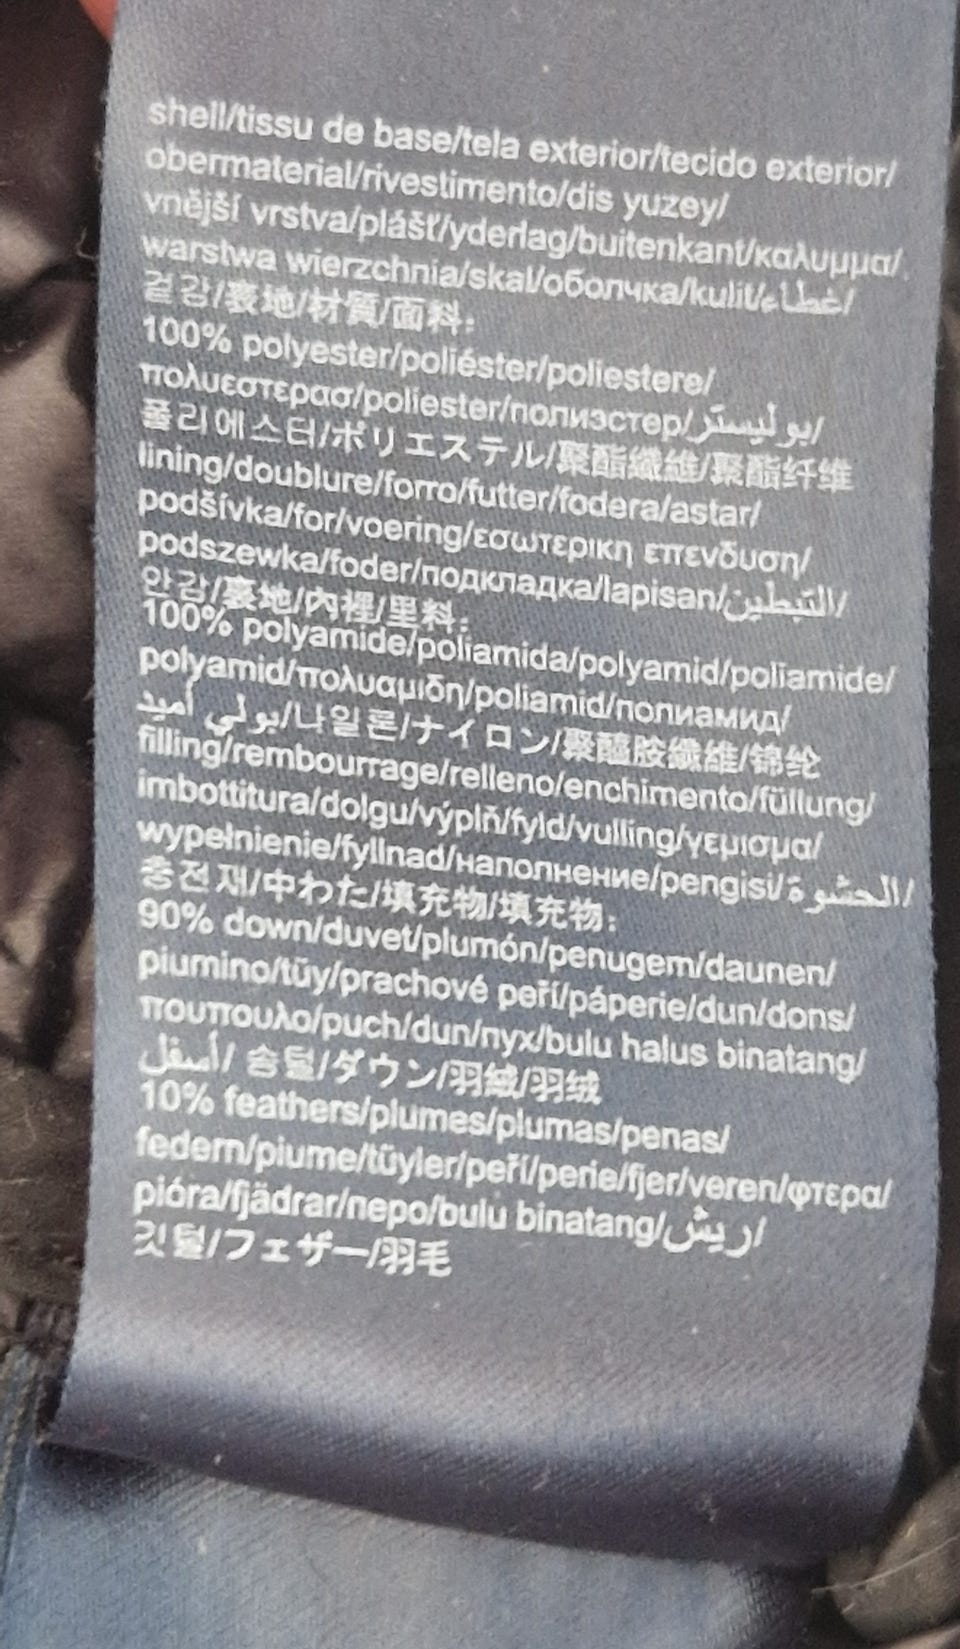 shell/tissu de base/tela exterior/tecido exterior/
obermaterial/rivestimento/dis yuzey/
vnější vrstva/plášť/yderlag/buitenkant/καλυμμα/
warstwa wierzchnia/skal/оболчка/kulit/غطاء/
겉감/表地/材質/面料:
100% polyester/poliéster/poliestere/
πολυεστερασ/poliester/полиэстер/بوليستر/
폴리에스터/ポリエステル/聚酯纖維/聚酯纤维
lining/doublure/forro/futter/fodera/astar/
podšívka/for/voering/εσωτερικη επενδυση/
podszewka/foder/подкладка/lapisan/التبطين/
안감/裏地/內裡/里料:
100% polyamide/poliamida/polyamid/poliamide/
polyamid/πολυαμιδη/poliamid/полиамид/
بولي أميد/나일론/ナイロン/聚醯胺纖維/锦纶
filling/rembourrage/relleno/enchimento/füllung/
imbottitura/dolgu/výplň/fyld/vulling/γεμισμα/
wypełnienie/fyllnad/наполнение/pengisi/الحشوة/
충전재/中わた/填充物/填充物:
90% down/duvet/plumón/penugem/daunen/
piumino/tüy/prachové peří/páperie/dun/dons/
πουπουλο/puch/dun/пух/bulu halus binatang/
أسفل/ 솜털/ダウン/羽絨/羽绒
10% feathers/plumes/plumas/penas/
federn/piume/tüyler/peří/perie/fjer/veren/φτερα/
pióra/fjädrar/перо/bulu binatang/ريش/
깃털/フェザー/羽毛